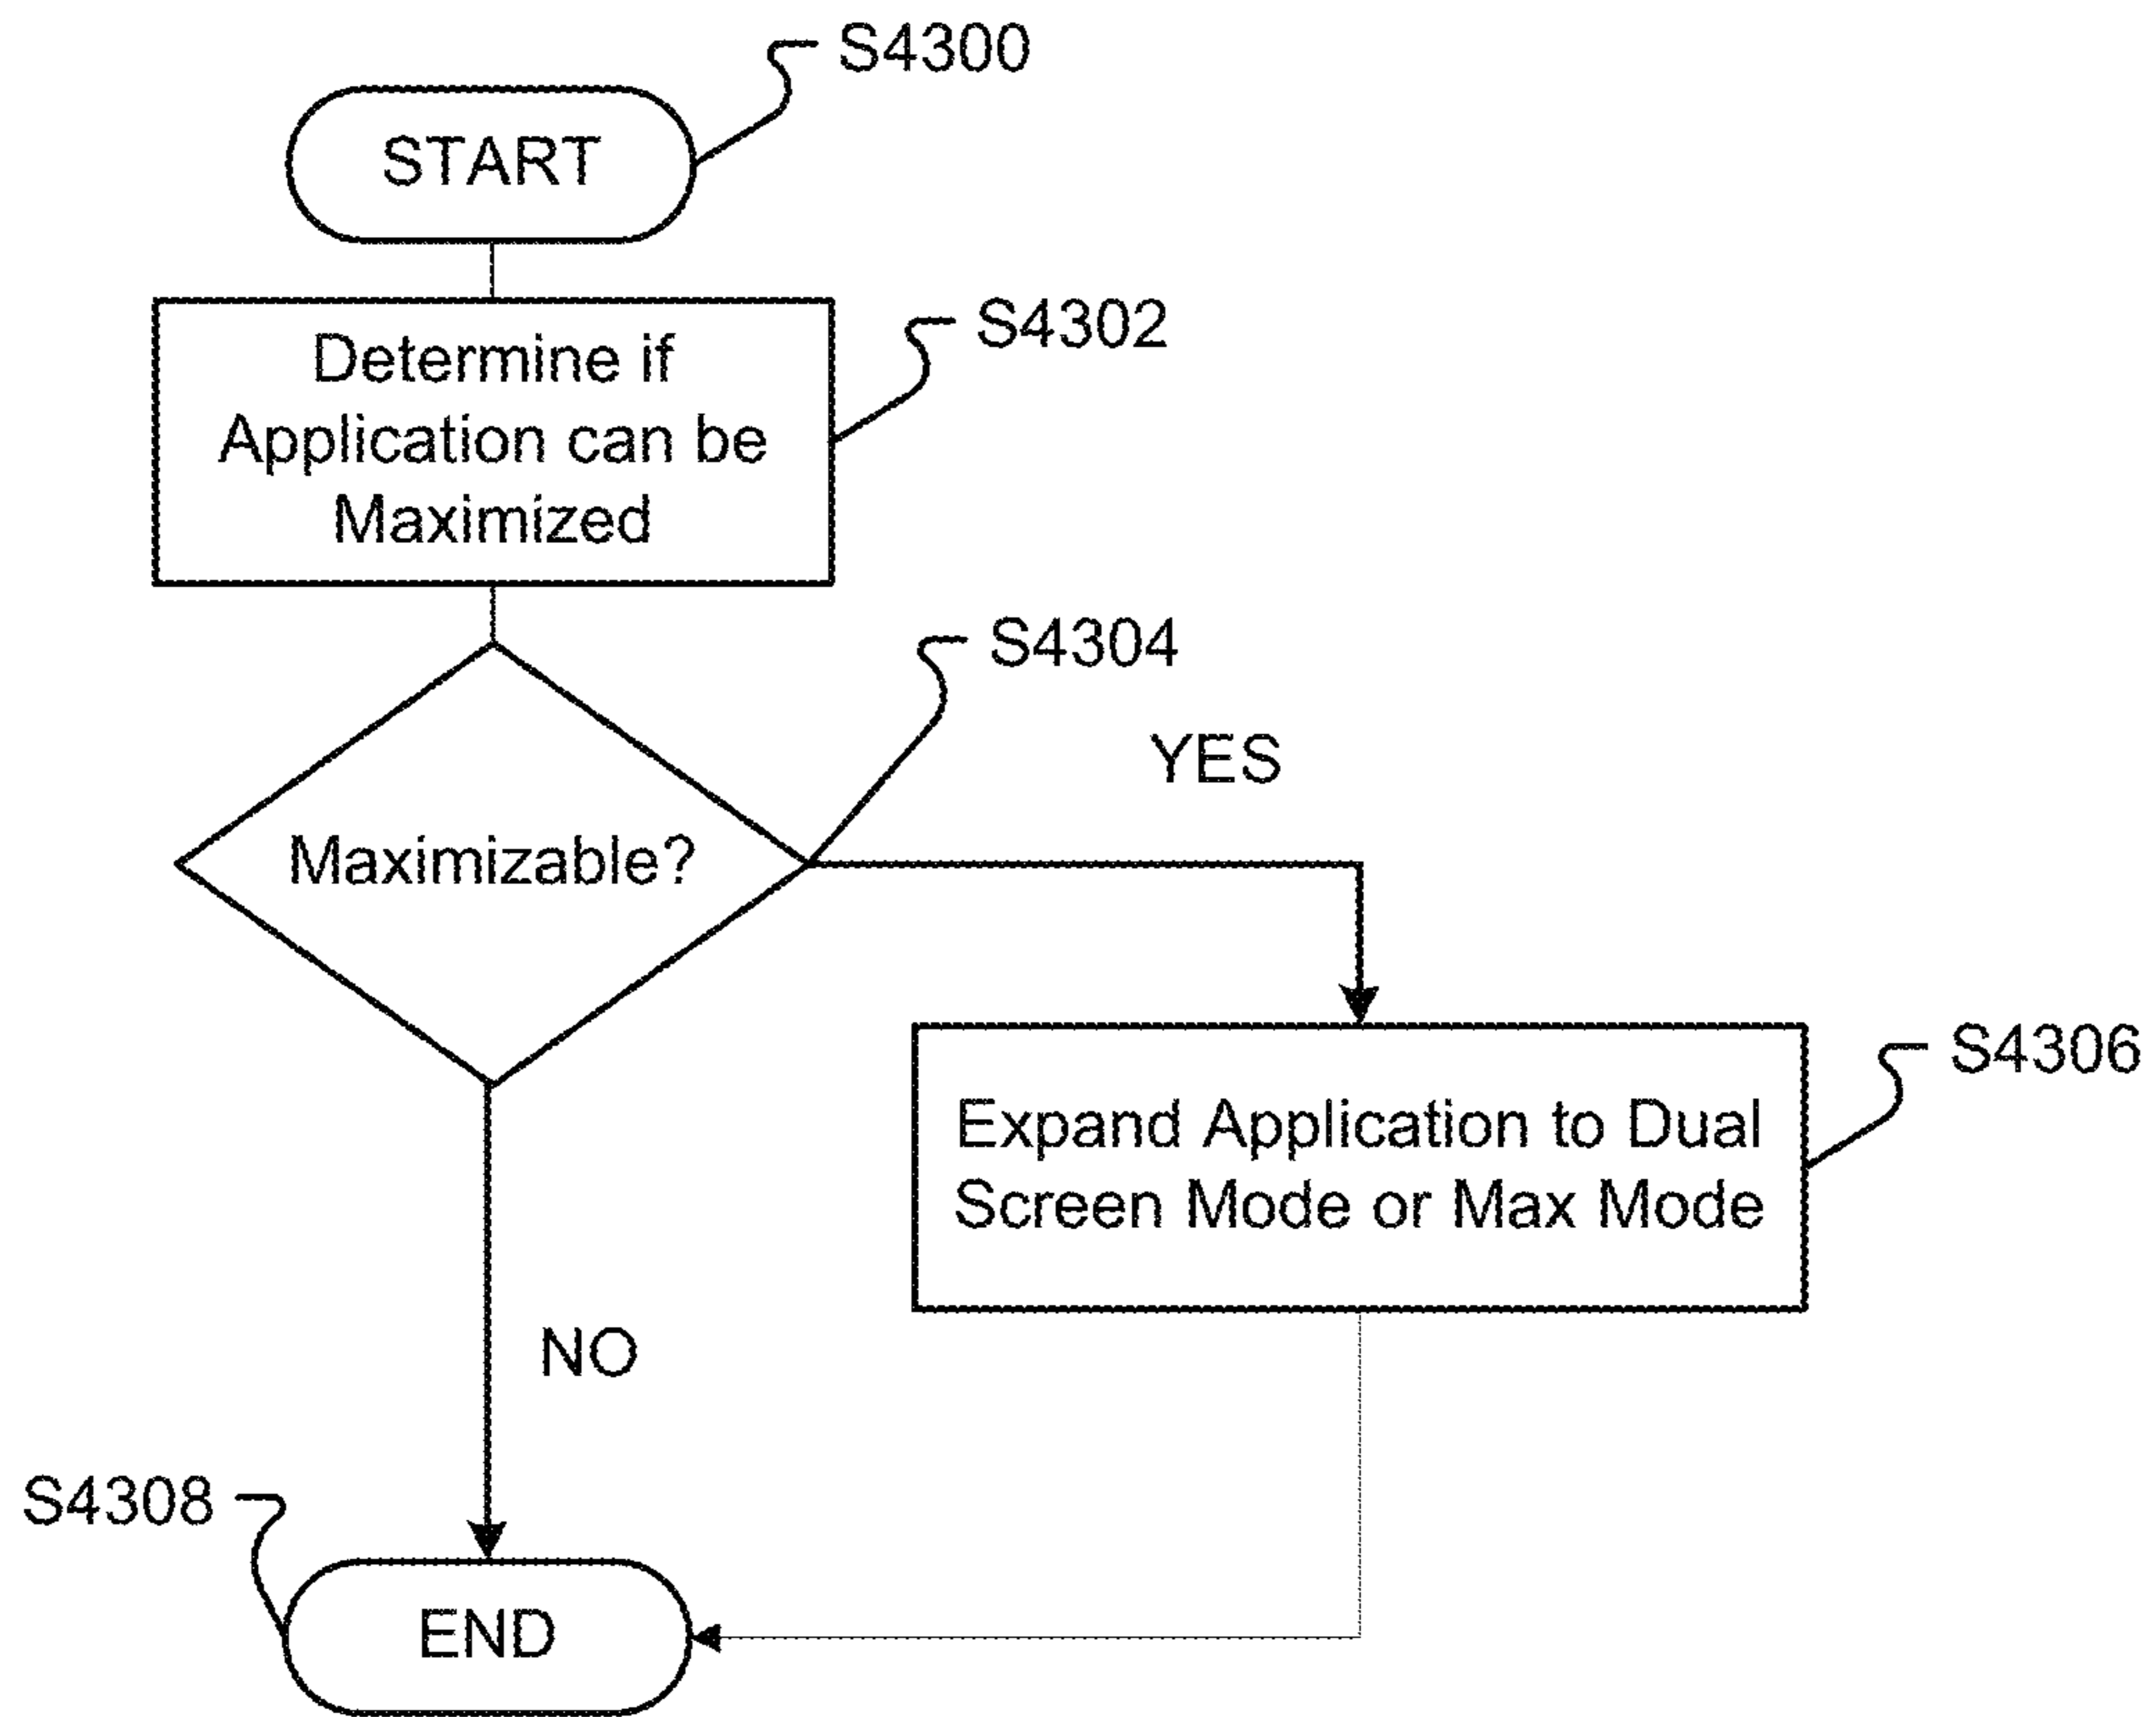 S4300
START
S4302
Determine if
Application can be
Maximized
S4304
YES
Maximizable?
S4306
Expand Application to Dual
Screen Mode or Max Mode
NO
S4308
END